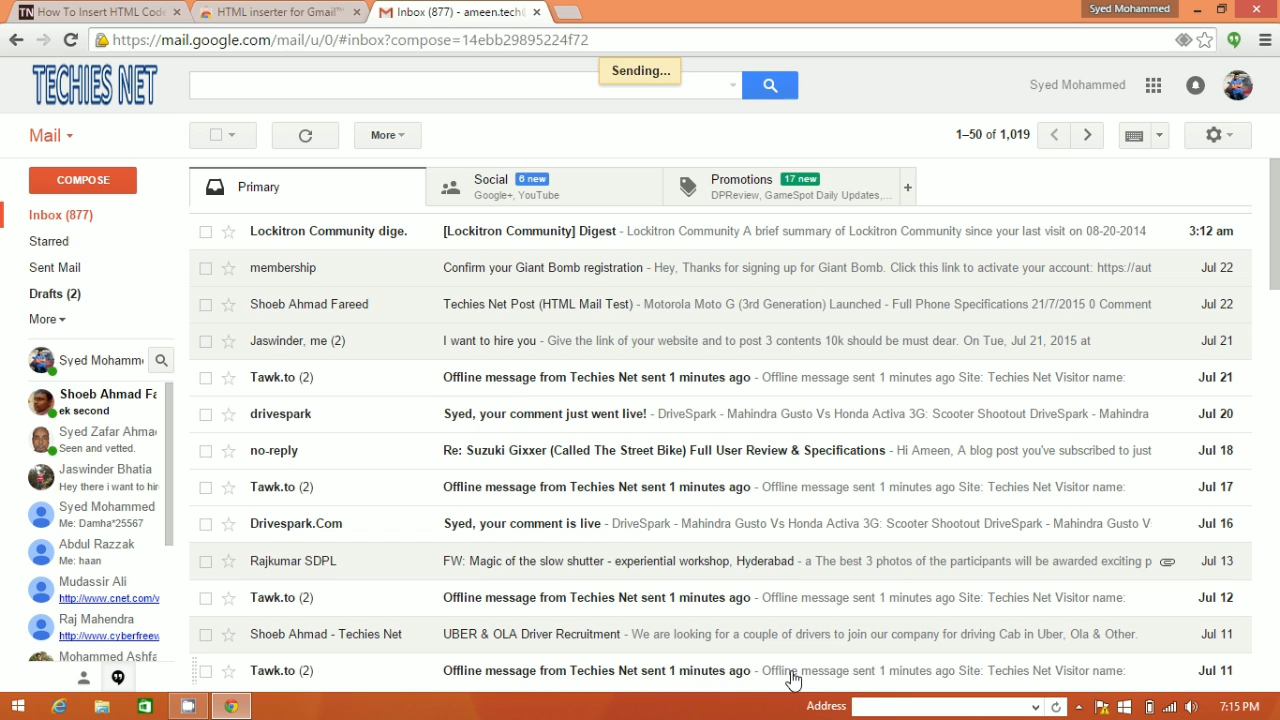 How To Insert HTML Code
HTML inserter for Gmail™
Inbox (877) - ameen.tech@
Syed Mohammed
https://mail.google.com/mail/u/0/#inbox?compose=14ebb29895224f72
Sending...
TECHIES NET
Syed Mohammed
Mail
More
1–50 of 1,019
COMPOSE
Inbox (877)
Starred
Sent Mail
Drafts (2)
More
Primary
Social 6 new
Google+, YouTube
Promotions 17 new
DPReview, GameSpot Daily Updates,...
+
Lockitron Community dige. [Lockitron Community] Digest - Lockitron Community A brief summary of Lockitron Community since your last visit on 08-20-2014 3:12 am
membership Confirm your Giant Bomb registration - Hey, Thanks for signing up for Giant Bomb. Click this link to activate your account: https://aut Jul 22
Shoeb Ahmad Fareed Techies Net Post (HTML Mail Test) - Motorola Moto G (3rd Generation) Launched - Full Phone Specifications 21/7/2015 0 Comment Jul 22
Jaswinder, me (2) I want to hire you - Give the link of your website and to post 3 contents 10k should be must dear. On Tue, Jul 21, 2015 at Jul 21
Tawk.to (2) Offline message from Techies Net sent 1 minutes ago - Offline message sent 1 minutes ago Site: Techies Net Visitor name: Jul 21
drivespark Syed, your comment just went live! - DriveSpark - Mahindra Gusto Vs Honda Activa 3G: Scooter Shootout DriveSpark - Mahindra Jul 20
no-reply Re: Suzuki Gixxer (Called The Street Bike) Full User Review & Specifications - Hi Ameen, A blog post you've subscribed to just Jul 18
Tawk.to (2) Offline message from Techies Net sent 1 minutes ago - Offline message sent 1 minutes ago Site: Techies Net Visitor name: Jul 17
Drivespark.Com Syed, your comment is live - DriveSpark - Mahindra Gusto Vs Honda Activa 3G: Scooter Shootout DriveSpark - Mahindra Gusto V Jul 16
Rajkumar SDPL FW: Magic of the slow shutter - experiential workshop, Hyderabad - a The best 3 photos of the participants will be awarded exciting p Jul 13
Tawk.to (2) Offline message from Techies Net sent 1 minutes ago - Offline message sent 1 minutes ago Site: Techies Net Visitor name: Jul 12
Shoeb Ahmad - Techies Net UBER & OLA Driver Recruitment - We are looking for a couple of drivers to join our company for driving Cab in Uber, Ola & Other. Jul 11
Tawk.to (2) Offline message from Techies Net sent 1 minutes ago - Offline message sent 1 minutes ago Site: Techies Net Visitor name: Jul 11
Syed Mohamm
Shoeb Ahmad Fa
ek second
Syed Zafar Ahma
Seen and vetted.
Jaswinder Bhatia
Hey there i want to hir
Syed Mohammed
Me: Damha*25567
Abdul Razzak
Me: haan
Mudassir Ali
http://www.cnet.com/v
Raj Mahendra
http://www.cyberfreew
Mohammed Ashfa
Address
7:15 PM